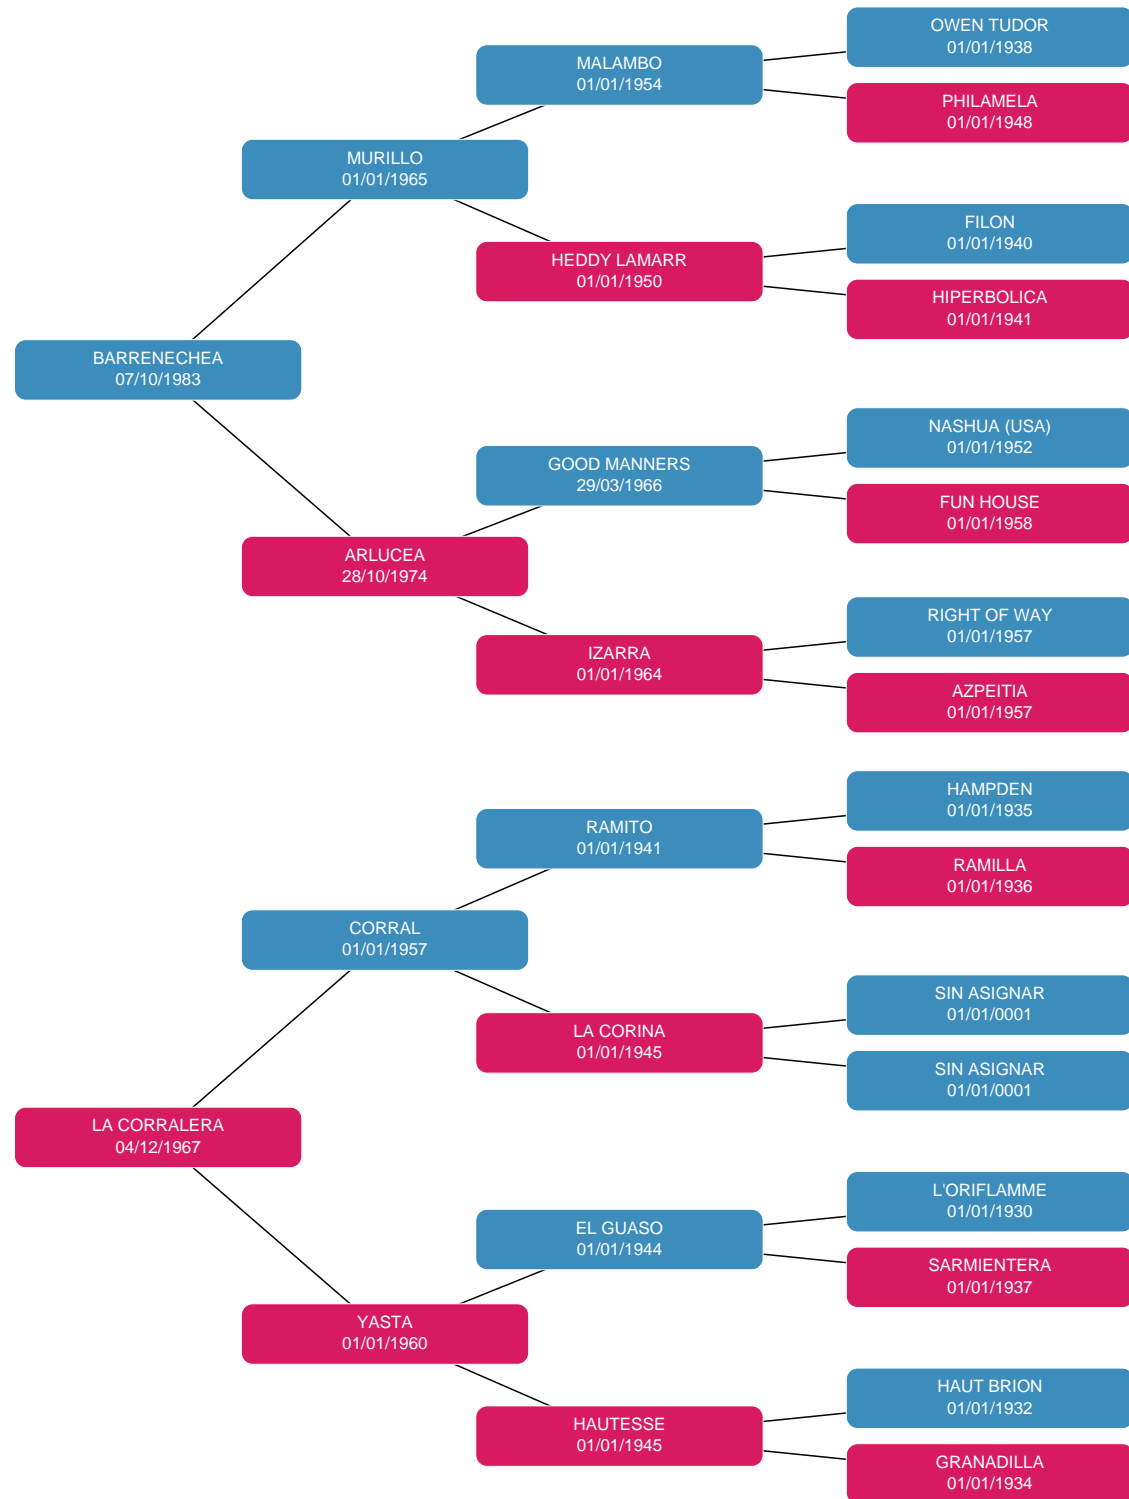 OWEN TUDOR
01/01/1938
MALAMBO
01/01/1954
PHILAMELA
01/01/1948
MURILLO
01/01/1965
FILON
01/01/1940
HEDDY LAMARR
01/01/1950
HIPERBOLICA
01/01/1941
BARRENECHEA
07/10/1983
NASHUA (USA)
01/01/1952
GOOD MANNERS
29/03/1966
FUN HOUSE
01/01/1958
ARLUCEA
28/10/1974
RIGHT OF WAY
01/01/1957
IZARRA
01/01/1964
AZPEITIA
01/01/1957
HAMPDEN
01/01/1935
RAMITO
01/01/1941
RAMILLA
01/01/1936
CORRAL
01/01/1957
SIN ASIGNAR
01/01/0001
LA CORINA
01/01/1945
SIN ASIGNAR
01/01/0001
LA CORRALERA
04/12/1967
L'ORIFLAMME
01/01/1930
EL GUASO
01/01/1944
SARMIENTERA
01/01/1937
YASTA
01/01/1960
HAUT BRION
01/01/1932
HAUTESSE
01/01/1945
GRANADILLA
01/01/1934